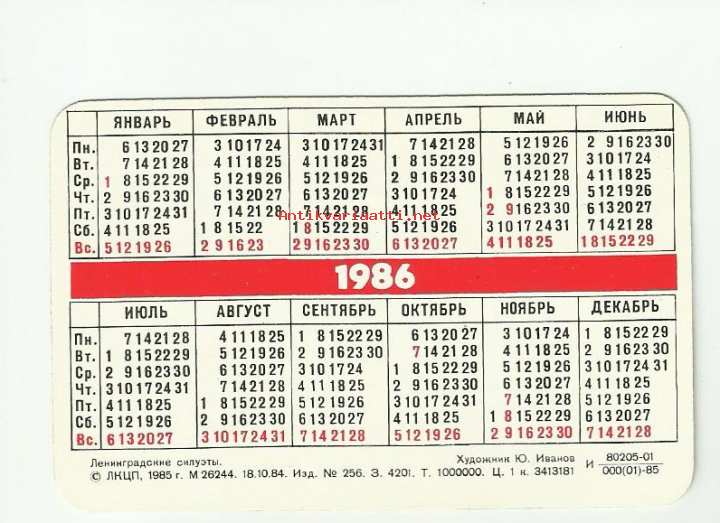 ЯНВАРЬ ФЕВРАЛЬ МАРТ АПРЕЛЬ МАЙ ИЮНЬ
Пн. 6 13 20 27 3 10 17 24 3 10 17 24 31 7 14 21 28 5 12 19 26 2 9 16 23 30
Вт. 7 14 21 28 4 11 18 25 4 11 18 25 1 8 15 22 29 6 13 20 27 3 10 17 24
Ср. 1 8 15 22 29 5 12 19 26 5 12 19 26 2 9 16 23 30 7 14 21 28 4 11 18 25
Чт. 2 9 16 23 30 6 13 20 27 6 13 20 27 3 10 17 24 1 8 15 22 29 5 12 19 26
Пт. 3 10 17 24 31 7 14 21 28 7 14 21 28 4 11 18 25 2 9 16 23 30 6 13 20 27
Сб. 4 11 18 25 1 8 15 22 1 8 15 22 29 5 12 19 26 3 10 17 24 31 7 14 21 28
Вс. 5 12 19 26 2 9 16 23 2 9 16 23 30 6 13 20 27 4 11 18 25 1 8 15 22 29
Antikvariaatti.net
1986
ИЮЛЬ АВГУСТ СЕНТЯБРЬ ОКТЯБРЬ НОЯБРЬ ДЕКАБРЬ
Пн. 7 14 21 28 4 11 18 25 1 8 15 22 29 6 13 20 27 3 10 17 24 1 8 15 22 29
Вт. 1 8 15 22 29 5 12 19 26 2 9 16 23 30 7 14 21 28 4 11 18 25 2 9 16 23 30
Ср. 2 9 16 23 30 6 13 20 27 3 10 17 24 1 8 15 22 29 5 12 19 26 3 10 17 24 31
Чт. 3 10 17 24 31 7 14 21 28 4 11 18 25 2 9 16 23 30 6 13 20 27 4 11 18 25
Пт. 4 11 18 25 1 8 15 22 29 5 12 19 26 3 10 17 24 31 7 14 21 28 5 12 19 26
Сб. 5 12 19 26 2 9 16 23 30 6 13 20 27 4 11 18 25 1 8 15 22 29 6 13 20 27
Вс. 6 13 20 27 3 10 17 24 31 7 14 21 28 5 12 19 26 2 9 16 23 30 7 14 21 28
Ленинградские силуэты. Художник Ю. Иванов И 80205-01
© ЛКЦП, 1985 г. М 26244. 18.10.84. Изд. № 256. З. 4201. Т. 1000000. Ц. 1 к. 3413181 000(01)-85